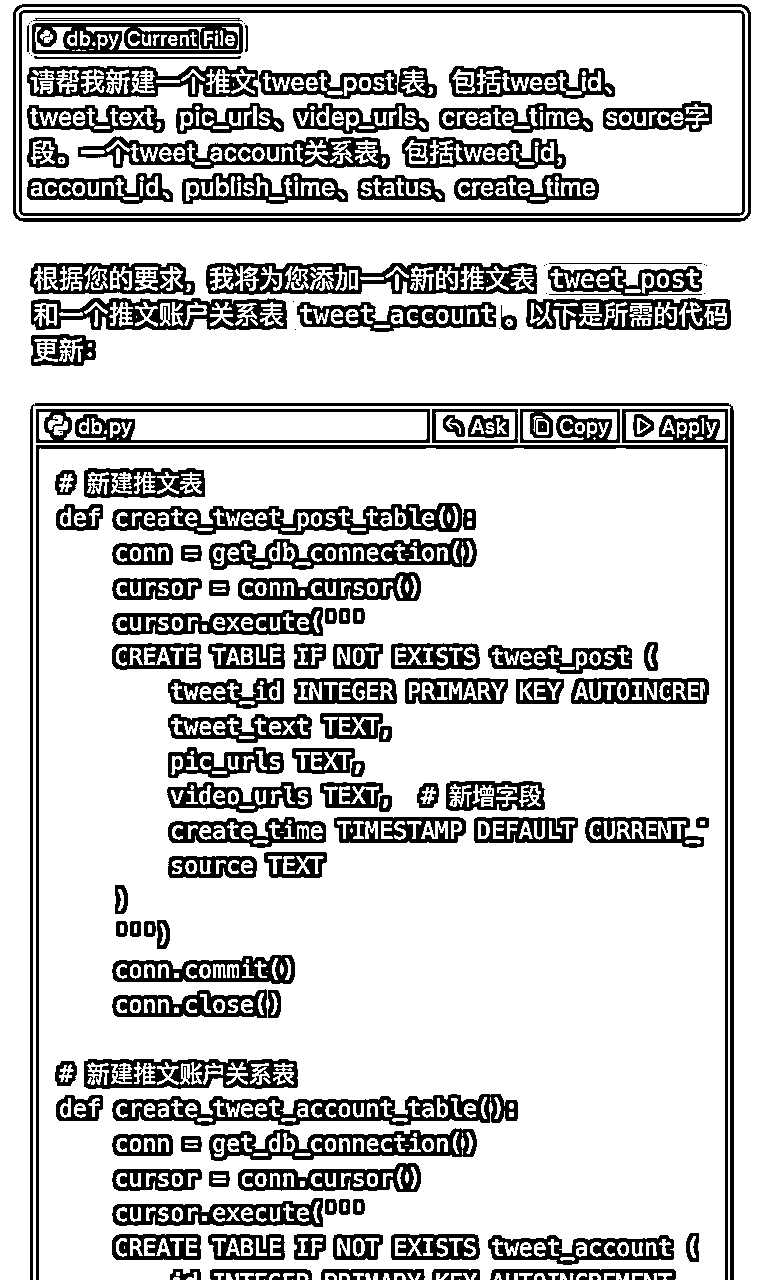 db.py Current File
请帮我新建一个推文 tweet_post 表，包括tweet_id、
tweet_text，pic_urls、videp_urls、create_time、source字
段。一个tweet_account关系表，包括tweet_id，
account_id、publish_time、status、create_time
根据您的要求，我将为您添加一个新的推文表 tweet_post
和一个推文账户关系表 tweet_account 。以下是所需的代码
更新：
db.py Ask Copy Apply
# 新建推文表
def create_tweet_post_table():
conn = get_db_connection()
cursor = conn.cursor()
cursor.execute('''
CREATE TABLE IF NOT EXISTS tweet_post (
tweet_id INTEGER PRIMARY KEY AUTOINCREM
tweet_text TEXT,
pic_urls TEXT,
video_urls TEXT,  # 新增字段
create_time TIMESTAMP DEFAULT CURRENT_
source TEXT
)
''')
conn.commit()
conn.close()
# 新建推文账户关系表
def create_tweet_account_table():
conn = get_db_connection()
cursor = conn.cursor()
cursor.execute('''
CREATE TABLE IF NOT EXISTS tweet_account (
id INTEGER PRIMARY KEY AUTOINCREMENT